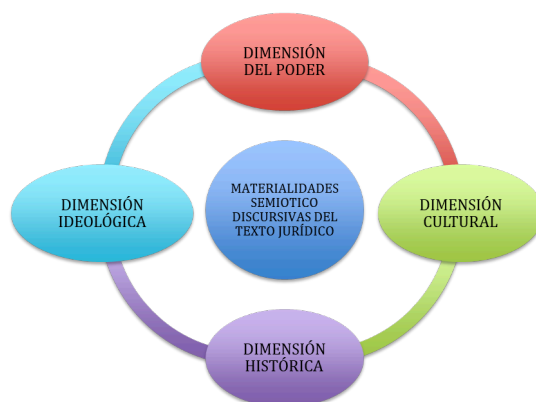 DIMENSIÓN
DEL PODER
DIMENSIÓN
IDEOLÓGICA
MATERIALIDADES
SEMIOTICO
DISCURSIVAS DEL
TEXTO JURÍDICO
DIMENSIÓN
CULTURAL
DIMENSIÓN
HISTÓRICA